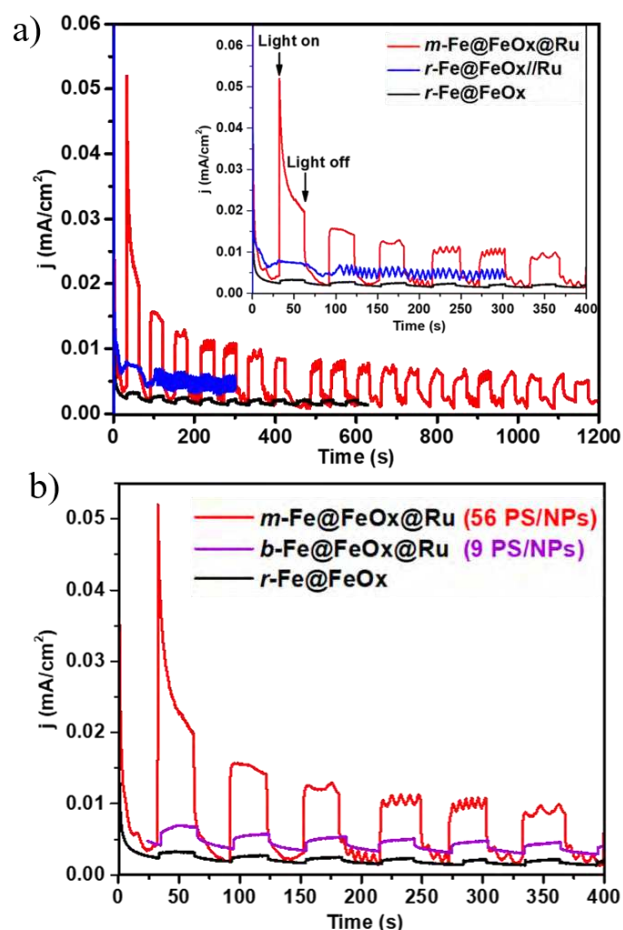 a)
0.06
0.05
0.04
0.03
0.02
0.01
0.00
j (mA/cm²)
0 200 400 600 800 1000 1200
Time (s)
0.06
0.05
0.04
0.03
0.02
0.01
0.00
j (mA/cm²)
Light on
Light off
m-Fe@FeOx@Ru
r-Fe@FeOx//Ru
r-Fe@FeOx
0 50 100 150 200 250 300 350 400
Time (s)
b)
0.05
0.04
0.03
0.02
0.01
0.00
j (mA/cm²)
m-Fe@FeOx@Ru (56 PS/NPs)
b-Fe@FeOx@Ru (9 PS/NPs)
r-Fe@FeOx
0 50 100 150 200 250 300 350 400
Time (s)